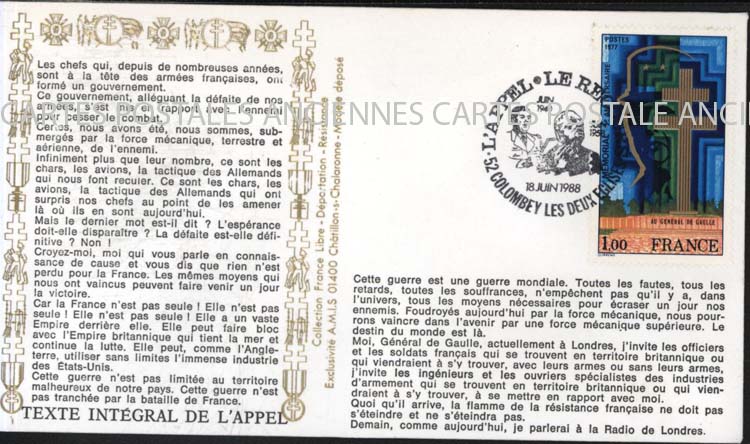 Les chefs qui, depuis de nombreuses années,
sont à la tête des armées françaises, ont
formé un gouvernement.
Ce gouvernement, alléguant la défaite de nos
armées, s'est mis en rapport avec l'ennemi
pour cesser le combat.
Certes, nous avons été, nous sommes, sub-
mergés par la force mécanique, terrestre et
aérienne, de l'ennemi.
Infiniment plus que leur nombre, ce sont les
chars, les avions, la tactique des Allemands
qui nous font reculer. Ce sont les chars, les
avions, la tactique des Allemands qui ont
surpris nos chefs au point de les amener
là où ils en sont aujourd'hui.
Mais le dernier mot est-il dit ? L'espérance
doit-elle disparaître ? La défaite est-elle défi-
nitive ? Non !
Croyez-moi, moi qui vous parle en connais-
sance de cause et vous dis que rien n'est
perdu pour la France. Les mêmes moyens qui
nous ont vaincus peuvent faire venir un jour
la victoire.
Car la France n'est pas seule ! Elle n'est pas
seule ! Elle n'est pas seule ! Elle a un vaste
Empire derrière elle. Elle peut faire bloc
avec l'Empire britannique qui tient la mer et
continue la lutte. Elle peut, comme l'Angle-
terre, utiliser sans limites l'immense industrie
des États-Unis.
Cette guerre n'est pas limitée au territoire
malheureux de notre pays. Cette guerre n'est
pas tranchée par la bataille de France.
TEXTE INTÉGRAL DE L'APPEL
Collection France Libre - Déportation - Résistance
Exclusivité A.M.I.S 01400 Châtillon-s-Chalaronne - Modèle déposé
CARTES POSTALE ANCIENNES CARTES POSTALE ANCIEN
L'APPEL • LE RE
JUIN
1940
18 JUIN 1988
52 COLOMBEY LES DEUX EGLISES
POSTES
1977
MEMORIAL
AU GENERAL DE GAULLE
1.00 FRANCE
Cette guerre est une guerre mondiale. Toutes les fautes, tous les
retards, toutes les souffrances, n'empêchent pas qu'il y a, dans
l'univers, tous les moyens nécessaires pour écraser un jour nos
ennemis. Foudroyés aujourd'hui par la force mécanique, nous pour-
rons vaincre dans l'avenir par une force mécanique supérieure. Le
destin du monde est là.
Moi, Général de Gaulle, actuellement à Londres, j'invite les officiers
et les soldats français qui se trouvent en territoire britannique ou
qui viendraient à s'y trouver, avec leurs armes ou sans leurs armes,
j'invite les ingénieurs et les ouvriers spécialistes des industries
d'armement qui se trouvent en territoire britannique ou qui vien-
draient à s'y trouver, à se mettre en rapport avec moi.
Quoi qu'il arrive, la flamme de la résistance française ne doit pas
s'éteindre et ne s'éteindra pas.
Demain, comme aujourd'hui, je parlerai à la Radio de Londres.